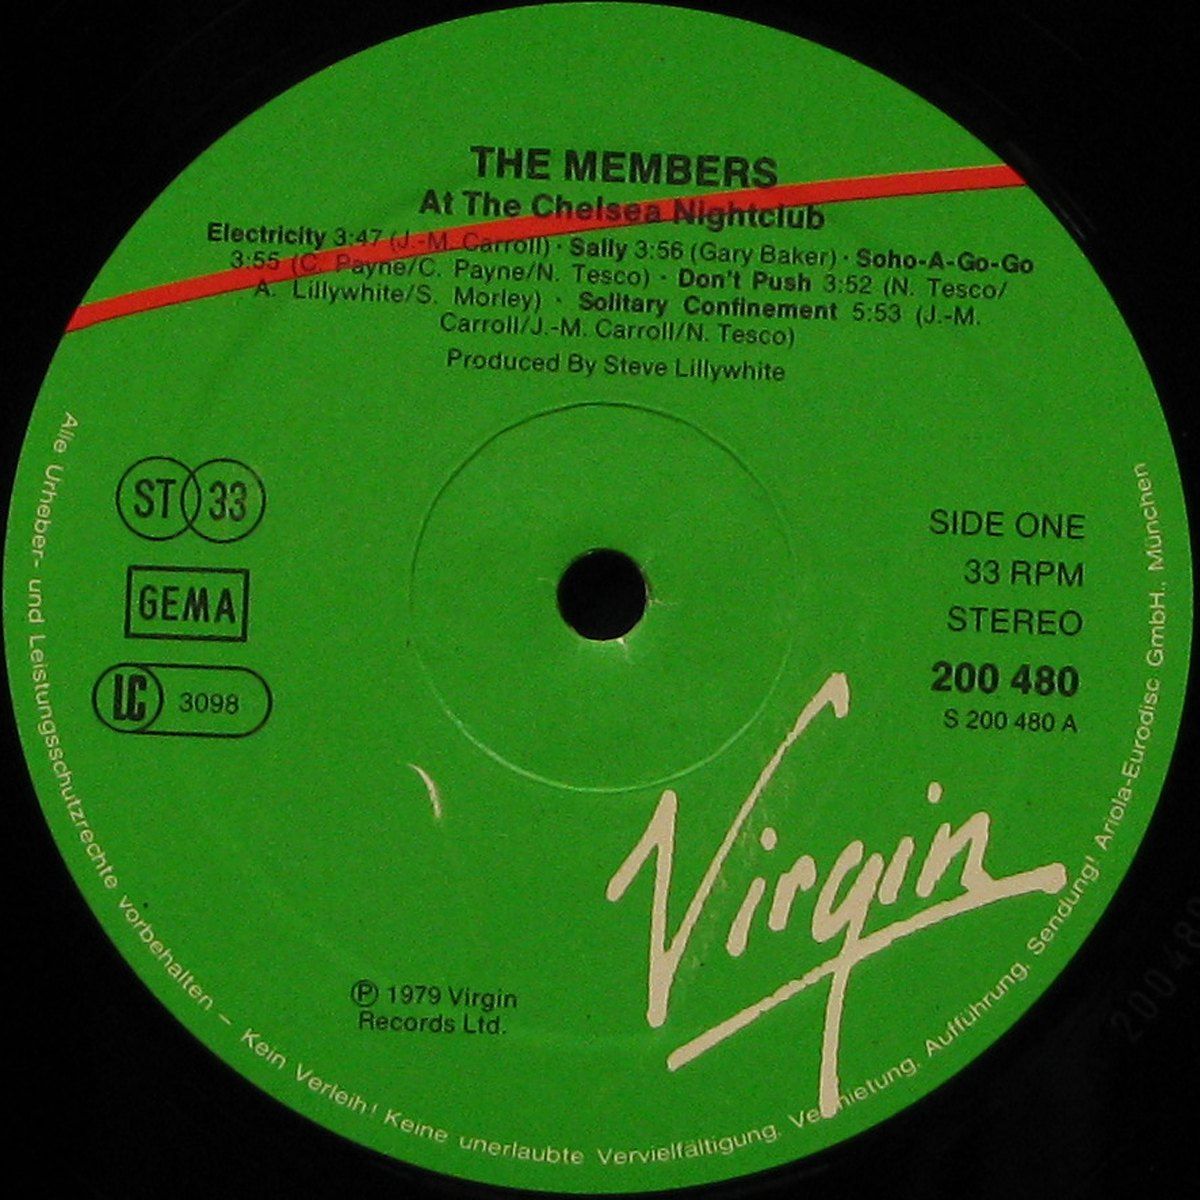 THE MEMBERS
At The Chelsea Nightclub
Electricity 3:47 (J.-M. Carroll) · Sally 3:56 (Gary Baker) · Soho-A-Go-Go
3:55 (C. Payne/C. Payne/N. Tesco) · Don't Push 3:52 (N. Tesco/
A. Lillywhite/S. Morley) · Solitary Confinement 5:53 (J.-M.
Carroll/J.-M. Carroll/N. Tesco)
Produced By Steve Lillywhite
ST 33
GEMA
LC 3098
SIDE ONE
33 RPM
STEREO
200 480
S 200 480 A
Virgin
℗ 1979 Virgin
Records Ltd.
Alle Urheber- und Leistungsschutzrechte vorbehalten – Kein Verleih! Keine unerlaubte Vervielfältigung. Vermietung. Aufführung. Sendung! Ariola-Eurodisc GmbH., München